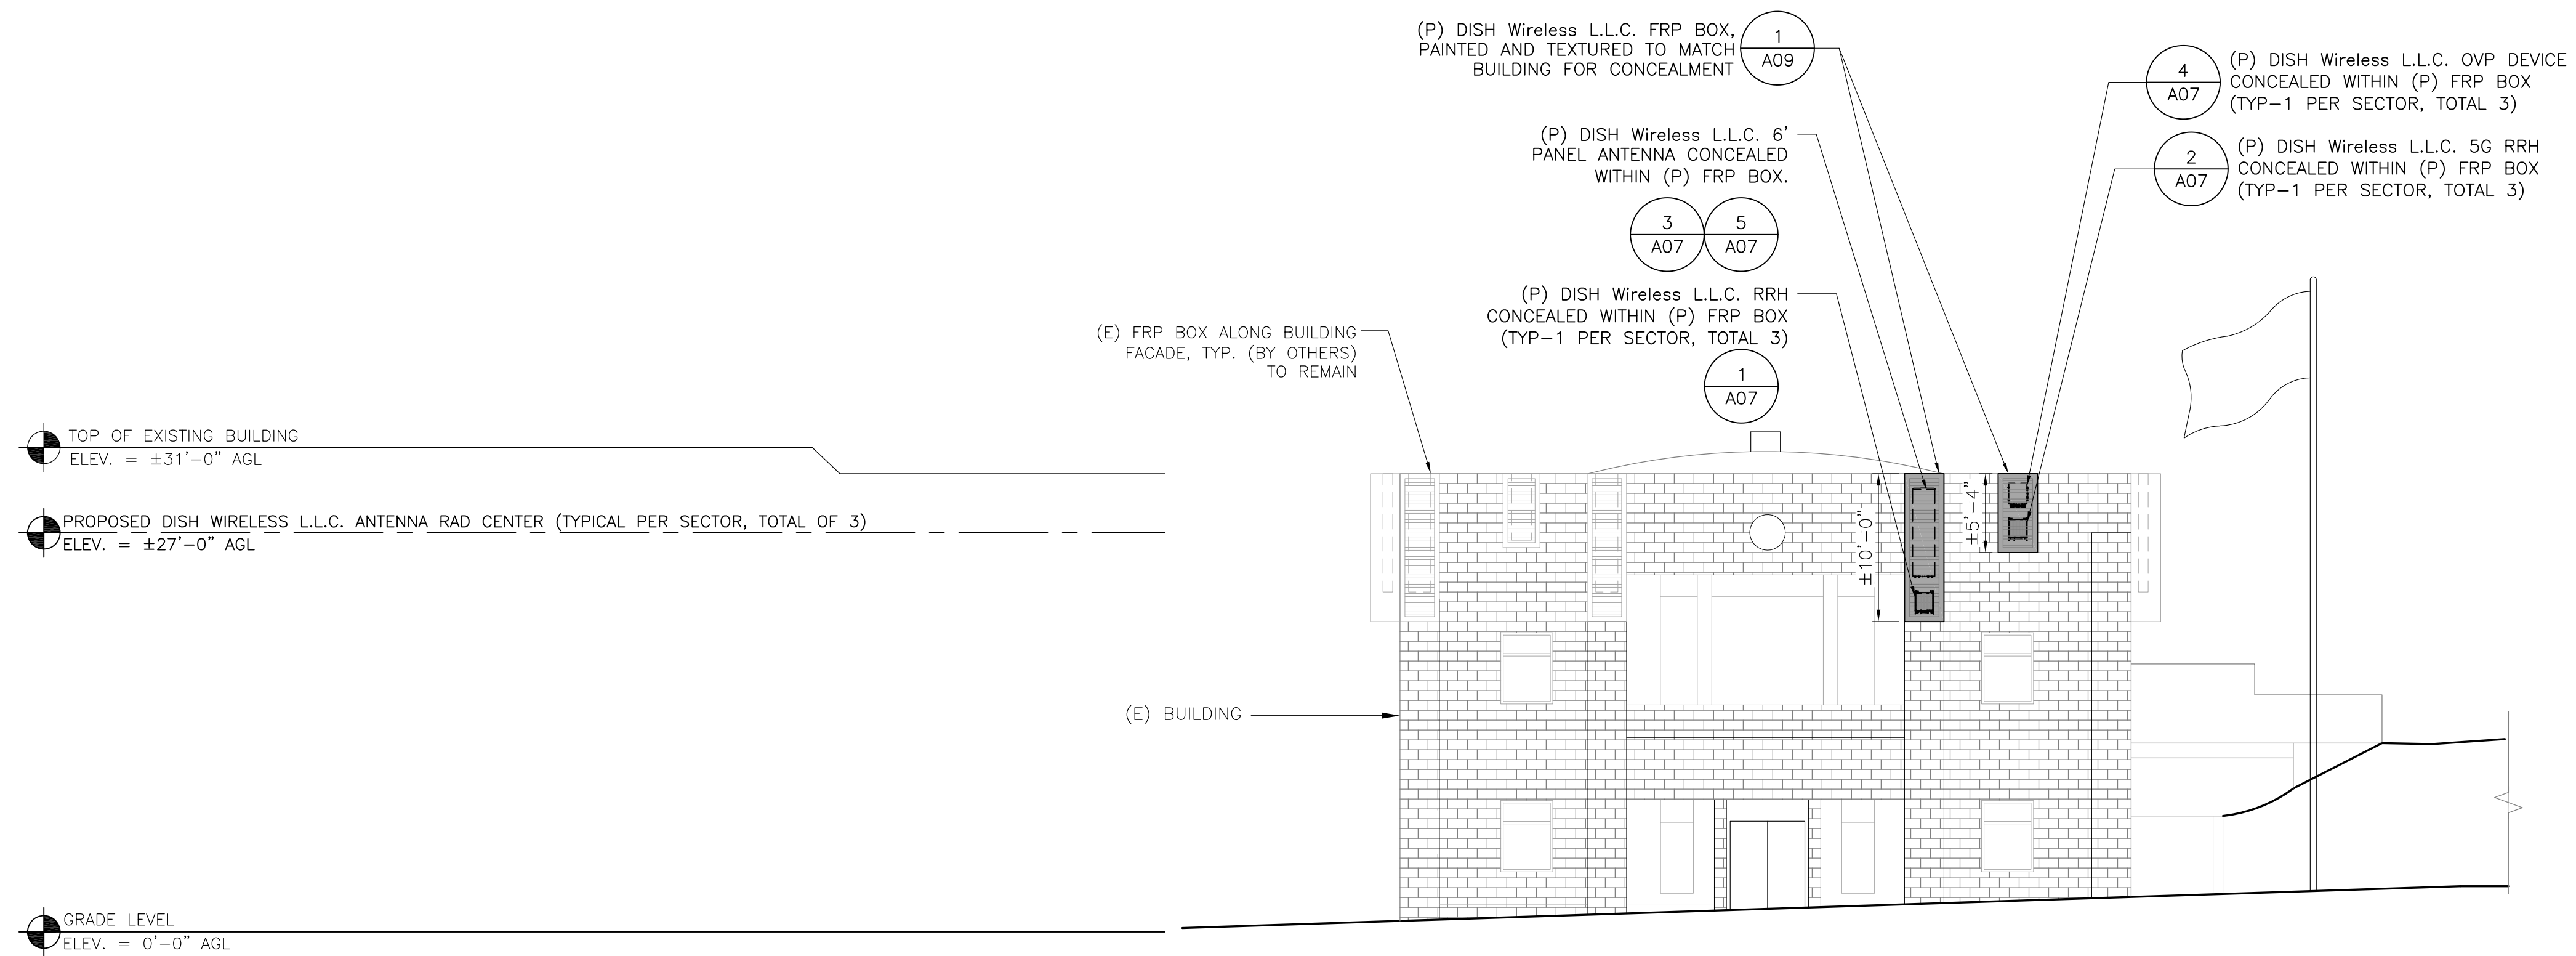 (P) DISH Wireless L.L.C. FRP BOX,
PAINTED AND TEXTURED TO MATCH
BUILDING FOR CONCEALMENT
1
A09
4
A07
(P) DISH Wireless L.L.C. OVP DEVICE
CONCEALED WITHIN (P) FRP BOX
(TYP-1 PER SECTOR, TOTAL 3)
2
A07
(P) DISH Wireless L.L.C. 5G RRH
CONCEALED WITHIN (P) FRP BOX
(TYP-1 PER SECTOR, TOTAL 3)
(P) DISH Wireless L.L.C. 6'
PANEL ANTENNA CONCEALED
WITHIN (P) FRP BOX.
3
A07
5
A07
(P) DISH Wireless L.L.C. RRH
CONCEALED WITHIN (P) FRP BOX
(TYP-1 PER SECTOR, TOTAL 3)
1
A07
(E) FRP BOX ALONG BUILDING
FACADE, TYP. (BY OTHERS)
TO REMAIN
TOP OF EXISTING BUILDING
ELEV. = ±31'-0" AGL
PROPOSED DISH WIRELESS L.L.C. ANTENNA RAD CENTER (TYPICAL PER SECTOR, TOTAL OF 3)
ELEV. = ±27'-0" AGL
±10'-0"
±5'-4"
(E) BUILDING
GRADE LEVEL
ELEV. = 0'-0" AGL